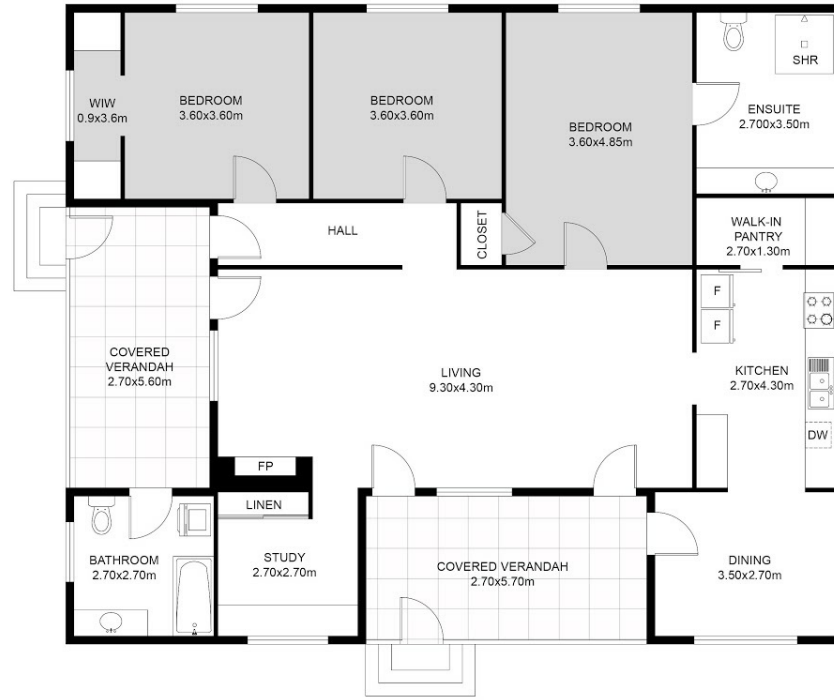 WIW
0.9x3.6m
BEDROOM
3.60x3.60m
BEDROOM
3.60x3.60m
BEDROOM
3.60x4.85m
SHR
ENSUITE
2.700x3.50m
HALL
CLOSET
WALK-IN
PANTRY
2.70x1.30m
F
F
COVERED
VERANDAH
2.70x5.60m
LIVING
9.30x4.30m
KITCHEN
2.70x4.30m
DW
FP
LINEN
BATHROOM
2.70x2.70m
STUDY
2.70x2.70m
COVERED VERANDAH
2.70x5.70m
DINING
3.50x2.70m